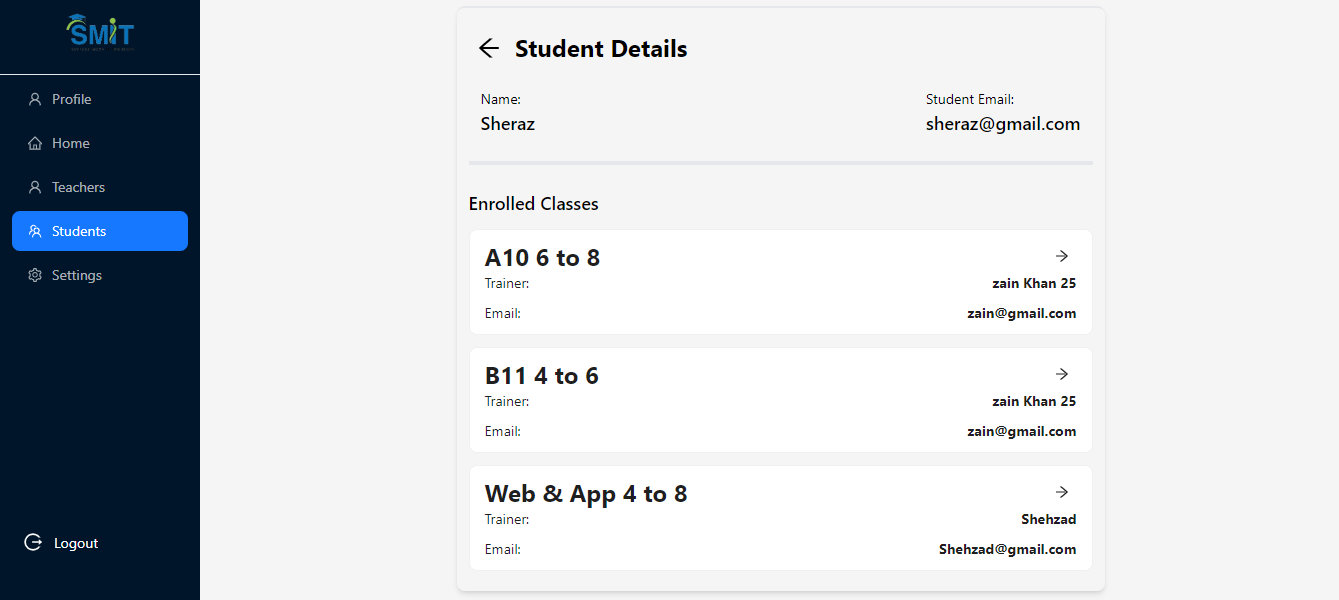 SMIT
Profile
Home
Teachers
Students
Settings
Logout
Student Details
Name:
Sheraz
Student Email:
sheraz@gmail.com
Enrolled Classes
A10 6 to 8
Trainer: zain Khan 25
Email: zain@gmail.com
B11 4 to 6
Trainer: zain Khan 25
Email: zain@gmail.com
Web & App 4 to 8
Trainer: Shehzad
Email: Shehzad@gmail.com